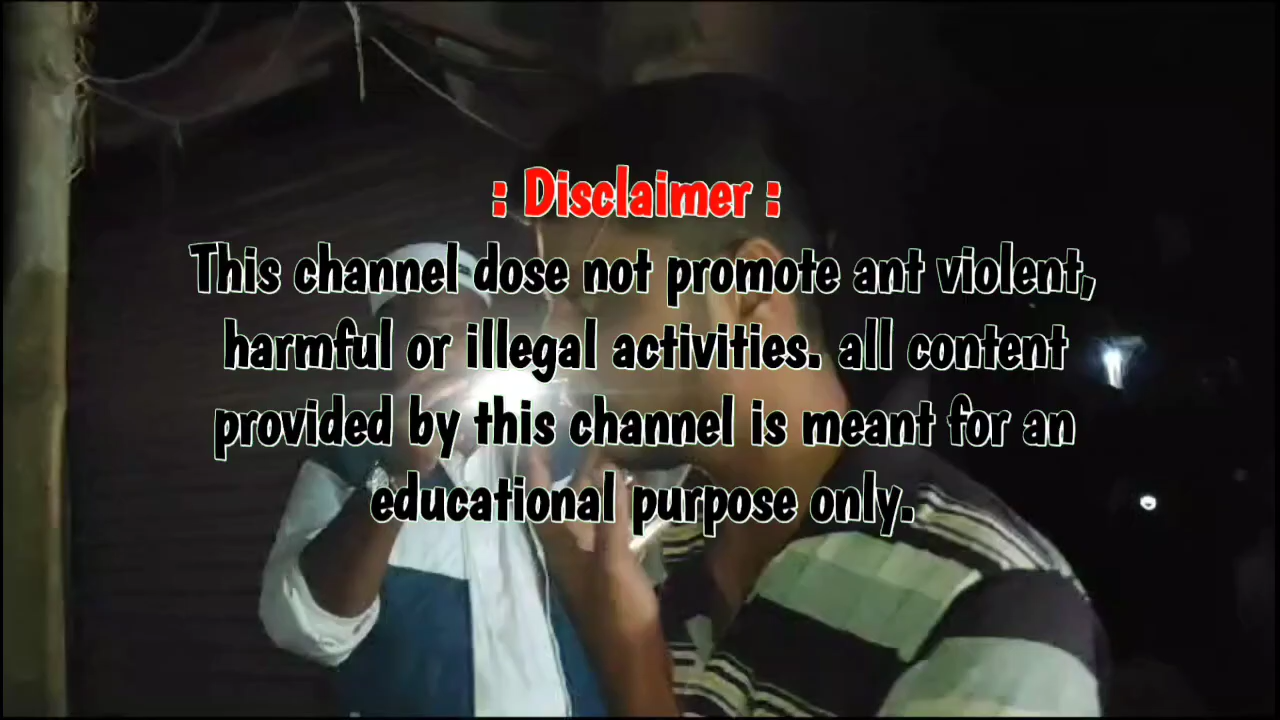 : Disclaimer :
This channel dose not promote ant violent,
harmful or illegal activities. all content
provided by this channel is meant for an
educational purpose only.